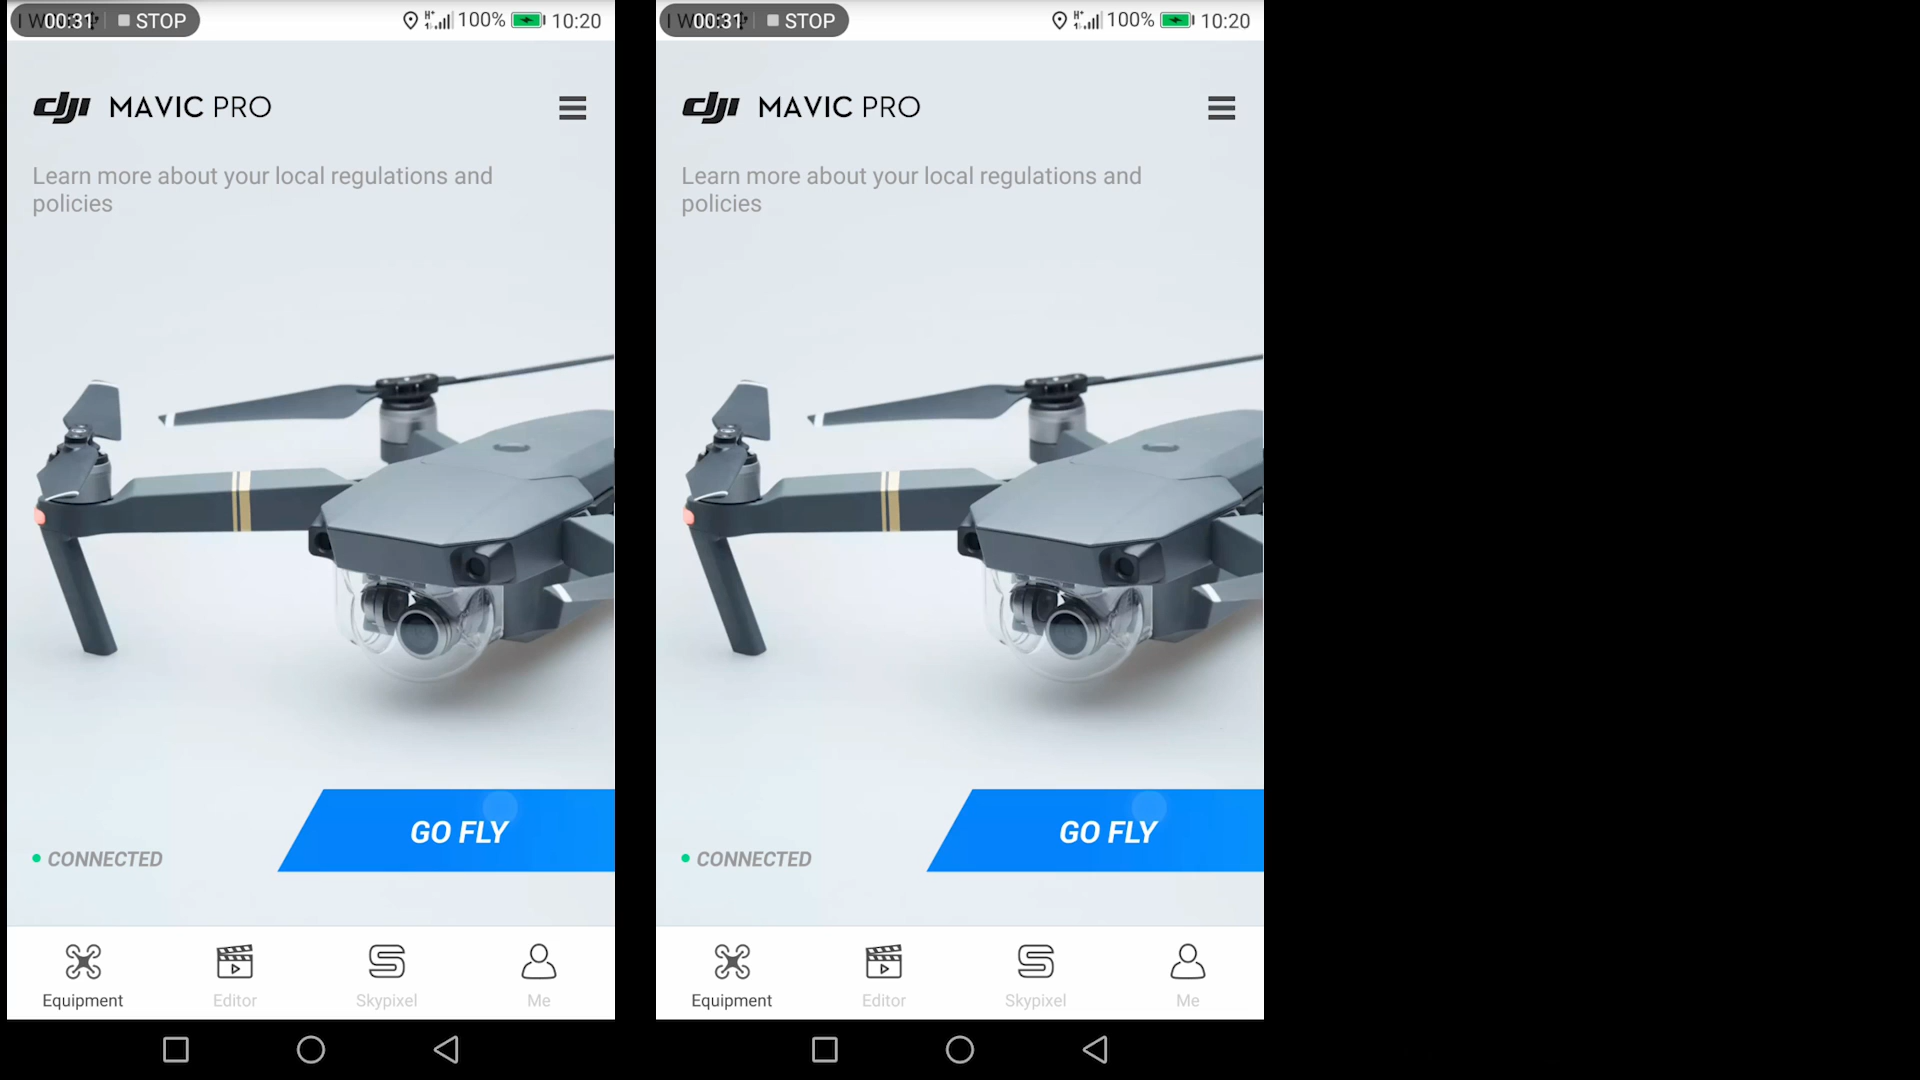 00:31 STOP 100% 10:20
dji MAVIC PRO
Learn more about your local regulations and
policies
GO FLY
CONNECTED
Equipment Editor Skypixel Me
00:31 STOP 100% 10:20
dji MAVIC PRO
Learn more about your local regulations and
policies
GO FLY
CONNECTED
Equipment Editor Skypixel Me